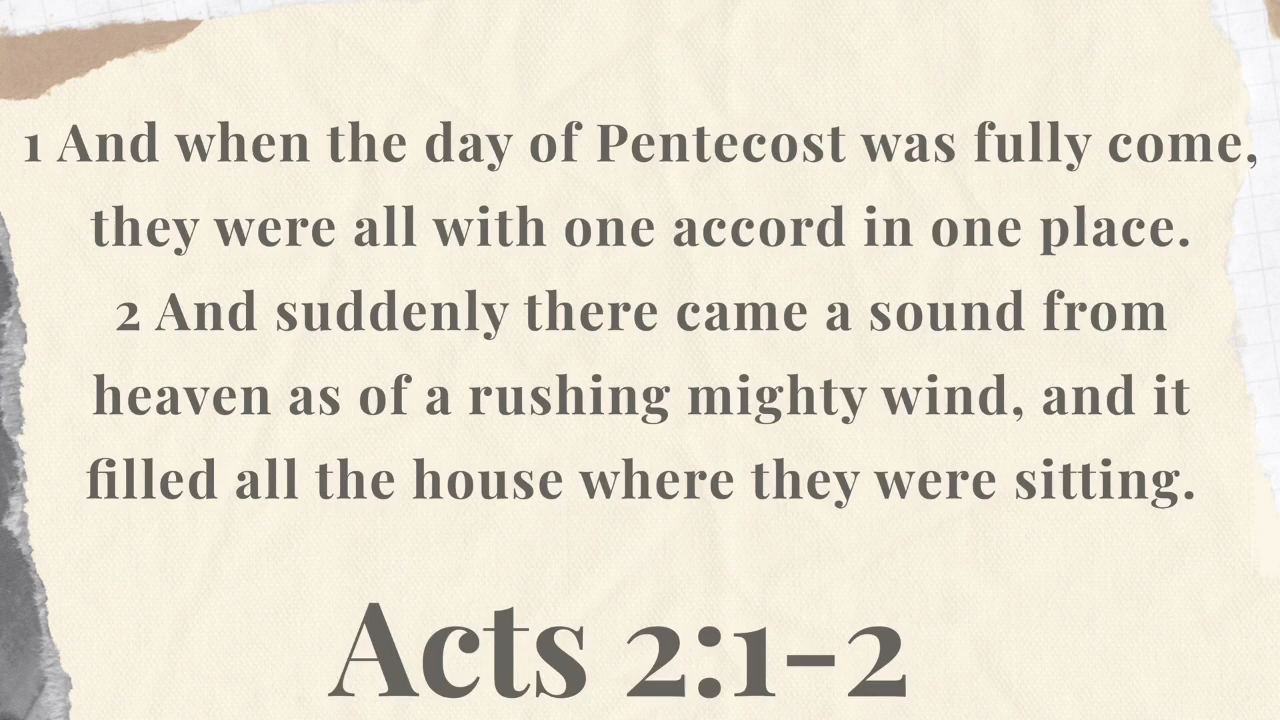 1 And when the day of Pentecost was fully come,
they were all with one accord in one place.
2 And suddenly there came a sound from
heaven as of a rushing mighty wind, and it
filled all the house where they were sitting.
Acts 2:1-2